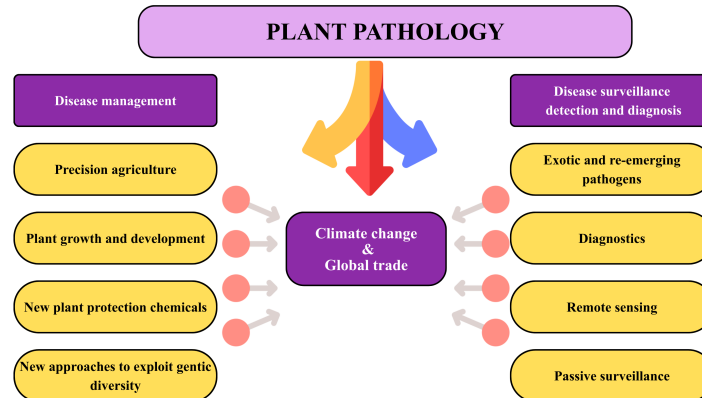 PLANT PATHOLOGY
Disease management
Precision agriculture
Plant growth and development
New plant protection chemicals
New approaches to exploit gentic
diversity
Climate change
&
Global trade
Disease surveillance
detection and diagnosis
Exotic and re-emerging
pathogens
Diagnostics
Remote sensing
Passive surveillance